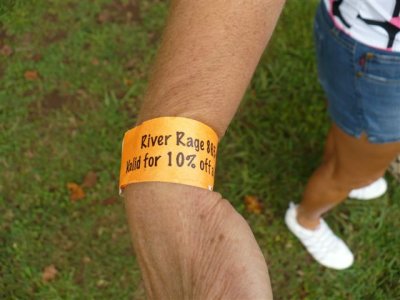 River Rage
Valid for 10% off